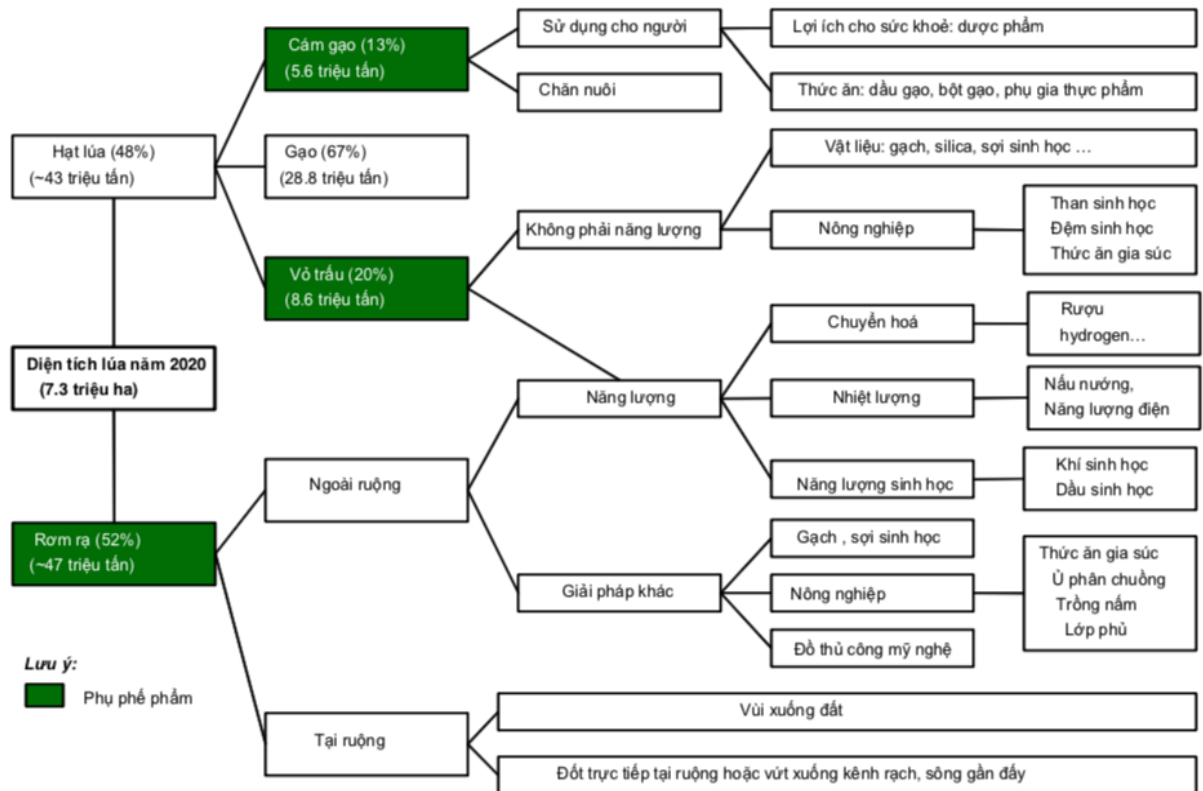 Cám gạo (13%)
(5.6 triệu tấn)
Sử dụng cho người
Lợi ích cho sức khoẻ: dược phẩm
Chăn nuôi
Thức ăn: dầu gạo, bột gạo, phụ gia thực phẩm
Hạt lúa (48%)
(~43 triệu tấn)
Gạo (67%)
(28.8 triệu tấn)
Vật liệu: gạch, silica, sợi sinh học ...
Không phải năng lượng
Nông nghiệp
Than sinh học
Đệm sinh học
Thức ăn gia súc
Vỏ trấu (20%)
(8.6 triệu tấn)
Chuyển hoá
Rượu
hydrogen...
Diện tích lúa năm 2020
(7.3 triệu ha)
Năng lượng
Nhiệt lượng
Nấu nướng,
Năng lượng điện
Ngoài ruộng
Năng lượng sinh học
Khí sinh học
Dầu sinh học
Rơm rạ (52%)
(~47 triệu tấn)
Gạch , sợi sinh học
Giải pháp khác
Nông nghiệp
Thức ăn gia súc
Ủ phân chuồng
Trồng nấm
Lớp phủ
Đồ thủ công mỹ nghệ
Lưu ý:
Phụ phế phẩm
Tại ruộng
Vùi xuống đất
Đốt trực tiếp tại ruộng hoặc vứt xuống kênh rạch, sông gần đấy